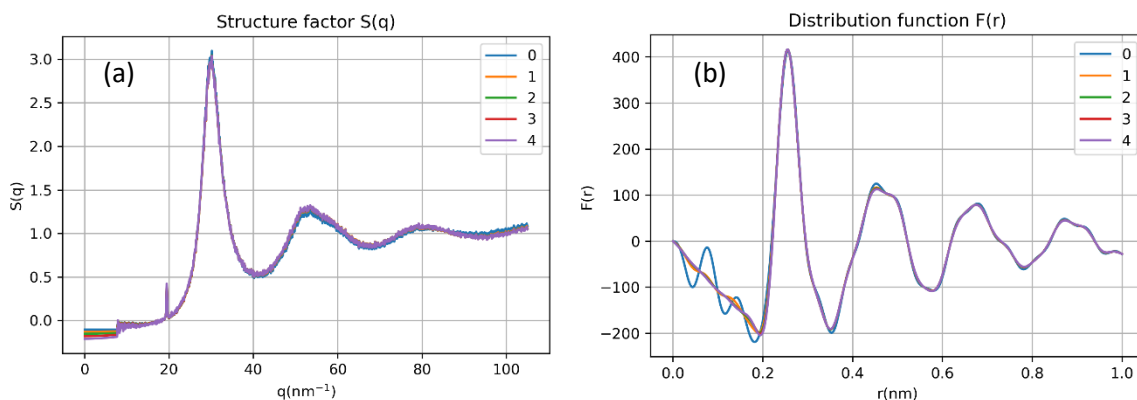 Structure factor S(q)
(a)
0
1
2
3
4
3.0
2.5
2.0
1.5
1.0
0.5
0.0
S(q)
0 20 40 60 80 100
q(nm⁻¹)
Distribution function F(r)
(b)
0
1
2
3
4
400
300
200
100
0
−100
−200
F(r)
0.0 0.2 0.4 0.6 0.8 1.0
r(nm)